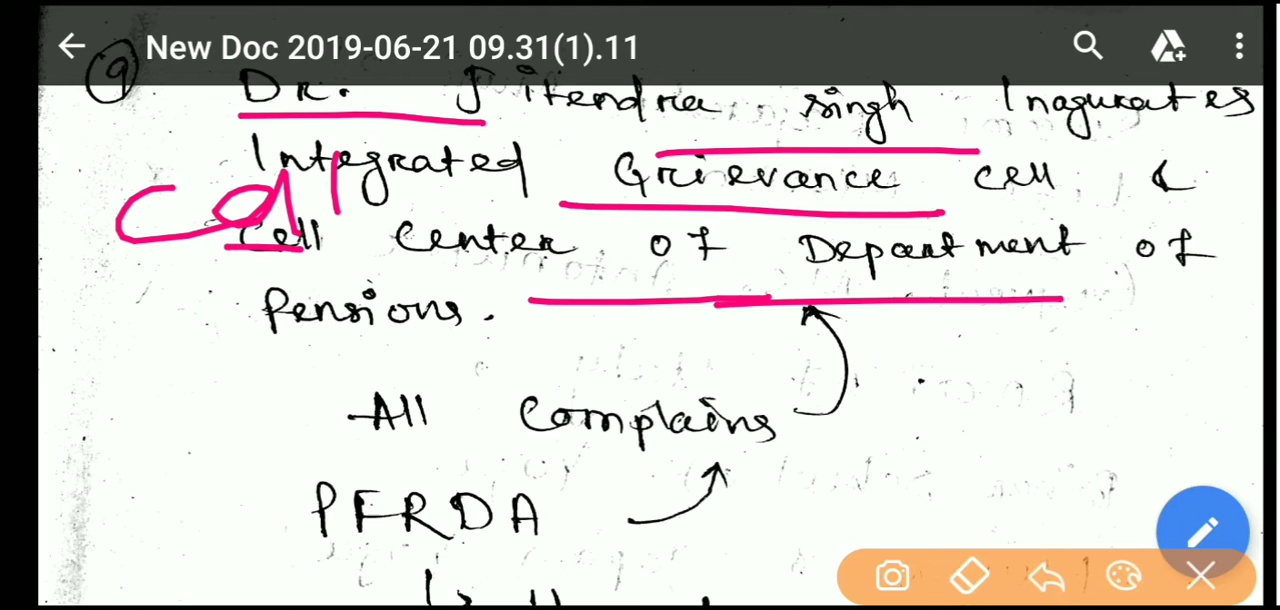 New Doc 2019-06-21 09.31(1).11
9 Dr. Jitendra singh Inagurates
Integrated Grievance cell &
Call
Cell Center of Department of
Pensions.
All Complains
PFRDA